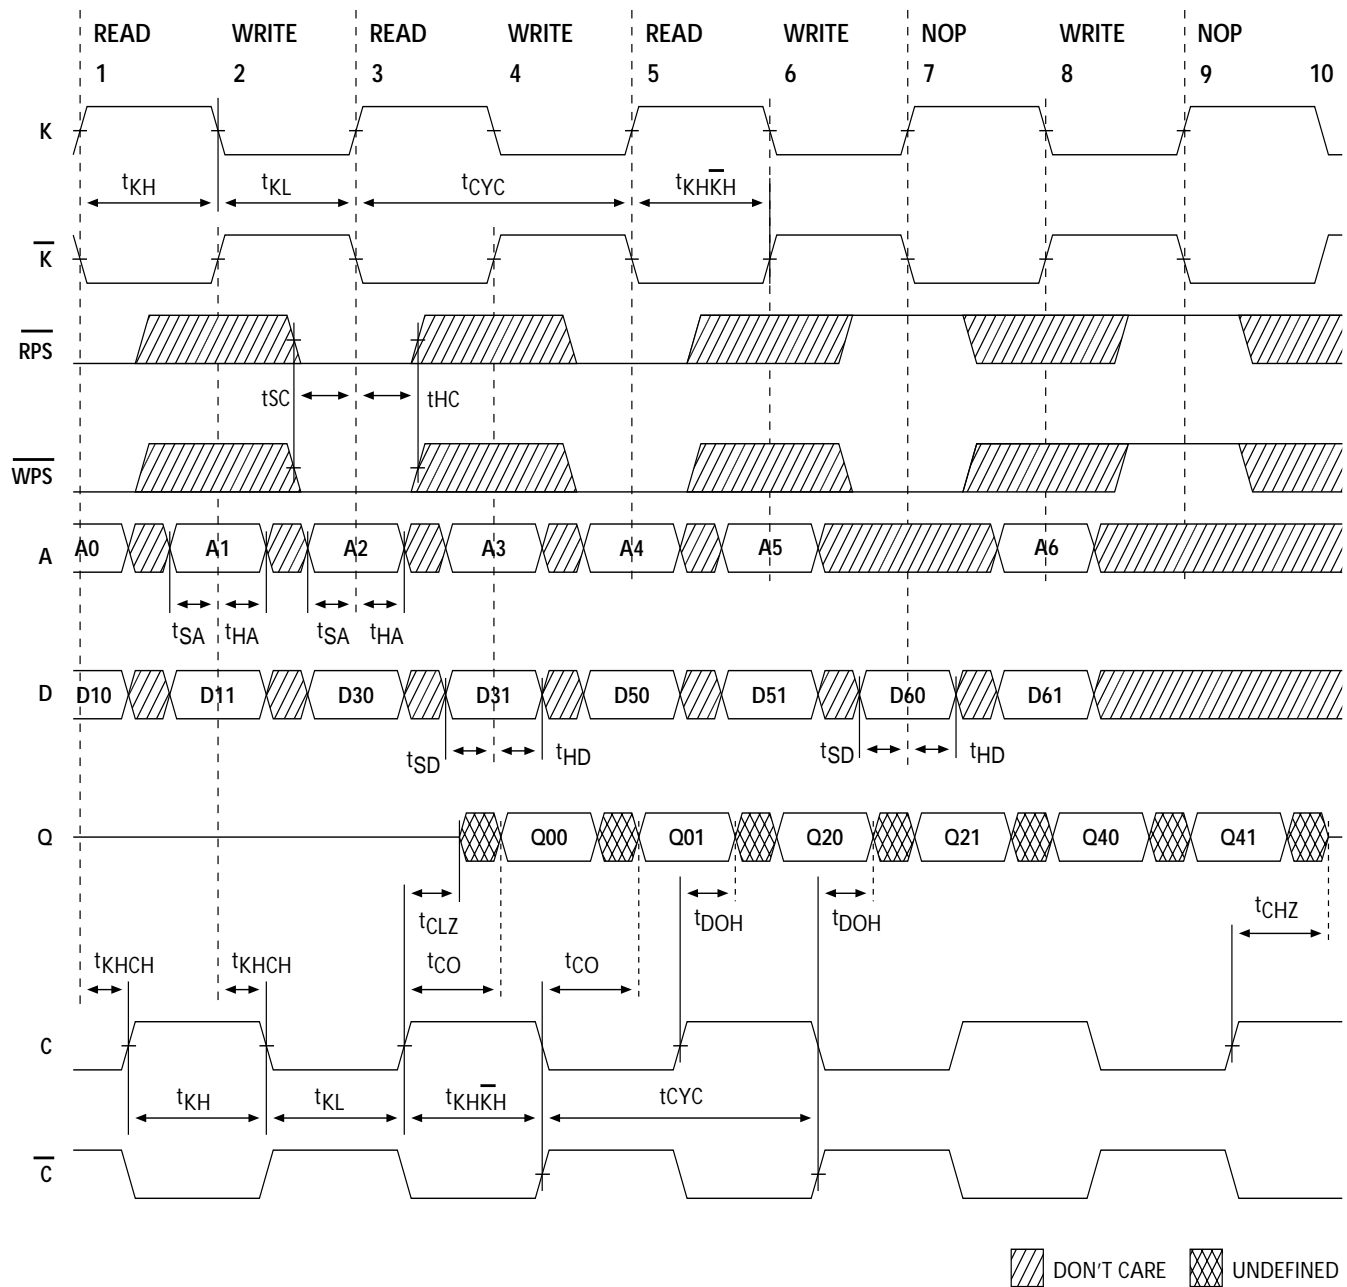 READ WRITE READ WRITE READ WRITE NOP WRITE NOP
1 2 3 4 5 6 7 8 9 10
K
tKH tKL tCYC tKHK̅H
K̅
R̅P̅S̅
tSC tHC
W̅P̅S̅
A A0 A1 A2 A3 A4 A5 A6
tSA tHA tSA tHA
D D10 D11 D30 D31 D50 D51 D60 D61
tSD tHD tSD tHD
Q Q00 Q01 Q20 Q21 Q40 Q41
tCLZ tDOH tDOH tCHZ
tKHCH tKHCH tCO tCO
C
tKH tKL tKHK̅H tCYC
C̅
DON'T CARE UNDEFINED